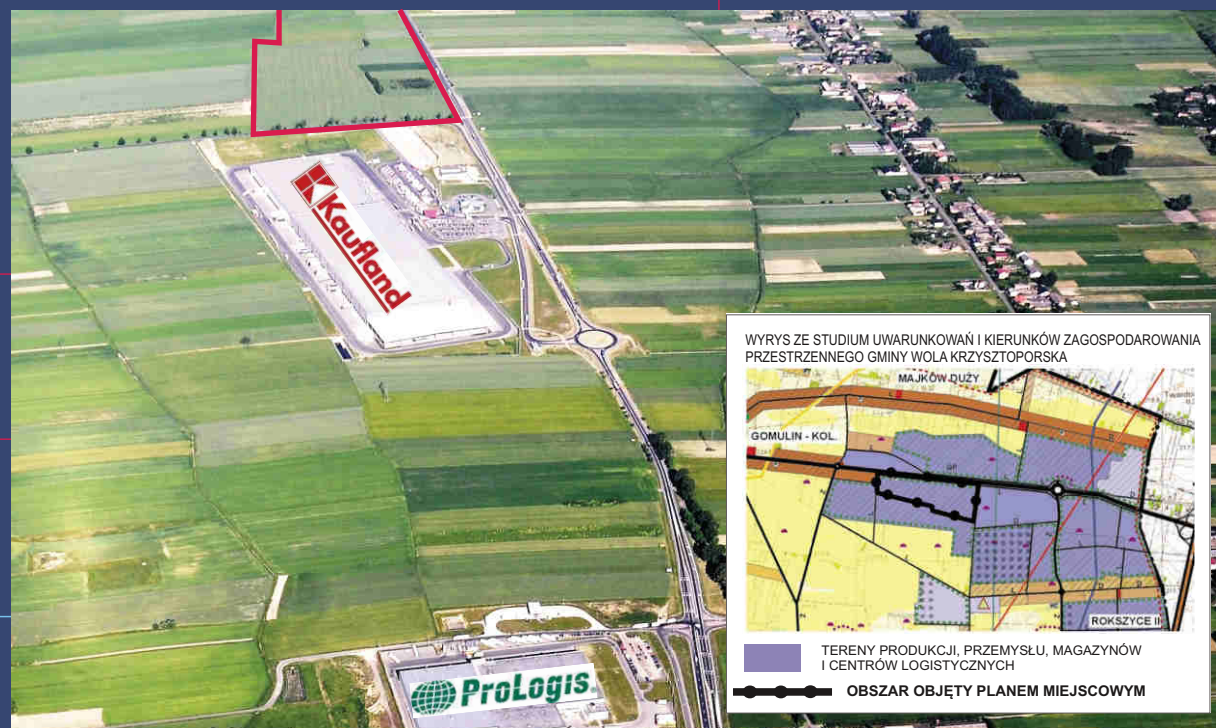 Kaufland
WYRYS ZE STUDIUM UWARUNKOWAŃ I KIERUNKÓW ZAGOSPODAROWANIA
PRZESTRZENNEGO GMINY WOLA KRZYSZTOPORSKA
MAJKÓW DUŻY
GOMULIN - KOL.
GP
ROKSZYCE II
TERENY PRODUKCJI, PRZEMYSŁU, MAGAZYNÓW
I CENTRÓW LOGISTYCZNYCH
OBSZAR OBJĘTY PLANEM MIEJSCOWYM
ProLogis